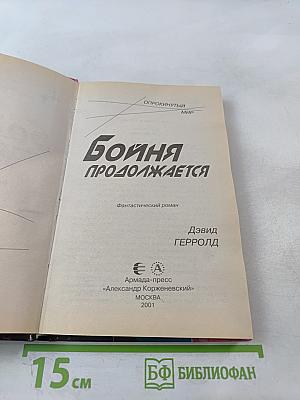 ОПРОКИНУТЫЙ
МИР
БОЙНЯ
ПРОДОЛЖАЕТСЯ
Фантастический роман
Дэвид
ГЕРРОЛД
Армада-пресс
«Александр Корженевский»
МОСКВА
2001
15 см
БФ БИБЛИОФАН